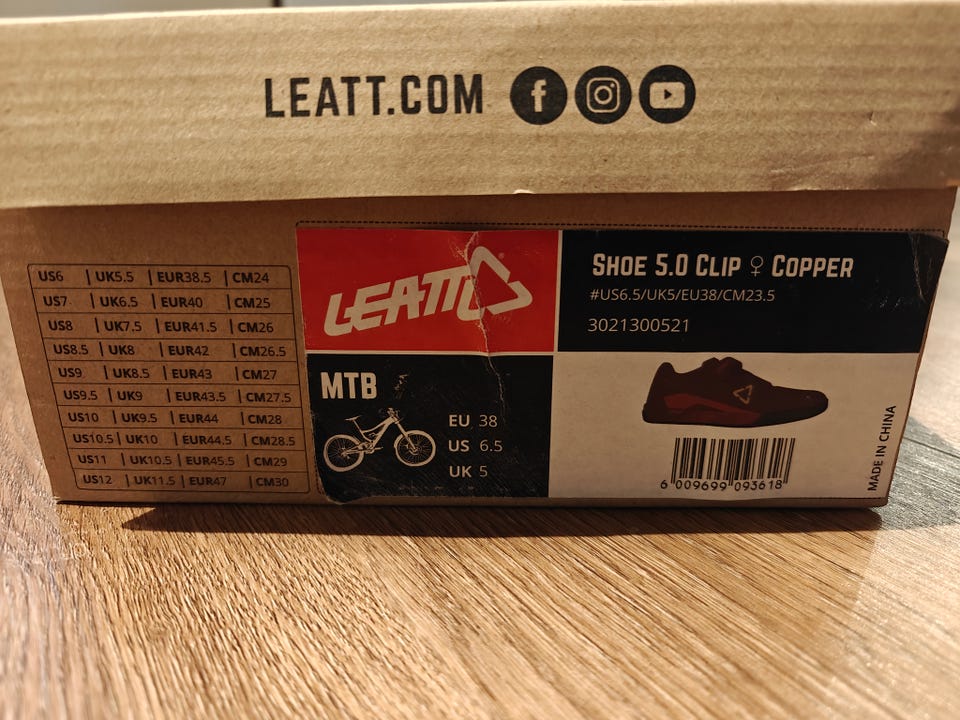 LEATT.COM
US6 | UK5.5 | EUR38.5 | CM24
US7 | UK6.5 | EUR40 | CM25
US8 | UK7.5 | EUR41.5 | CM26
US8.5 | UK8 | EUR42 | CM26.5
US9 | UK8.5 | EUR43 | CM27
US9.5 | UK9 | EUR43.5 | CM27.5
US10 | UK9.5 | EUR44 | CM28
US10.5 | UK10 | EUR44.5 | CM28.5
US11 | UK10.5 | EUR45.5 | CM29
US12 | UK11.5 | EUR47 | CM30
LEATT
SHOE 5.0 CLIP ♀ COPPER
#US6.5/UK5/EU38/CM23.5
3021300521
MTB
EU 38
US 6.5
UK 5
6 009699 093618
MADE IN CHINA